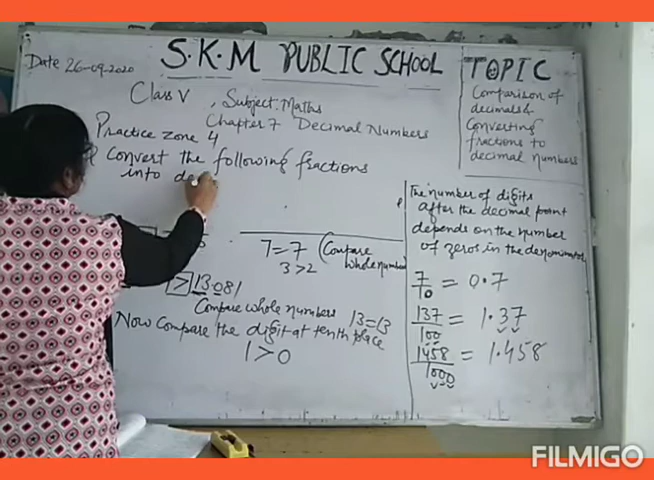 S.K.M PUBLIC SCHOOL
Date 26-09-2020
Class V , Subject: Maths
Chapter 7 Decimal Numbers
Practice Zone 4
Convert the following fractions
into de
7 = 7 (Compare whole number
3 > 2
> 13.081
Compare whole numbers 13=13
Now compare the digit at tenth place
1 > 0
TOPIC
Comparison of
decimals &
Converting
fractions to
decimal numbers
The number of digits
after the decimal point
depends on the number
of zeros in the denominator
7/10 = 0.7
137/100 = 1.37
1458/1000 = 1.458
FILMIGO